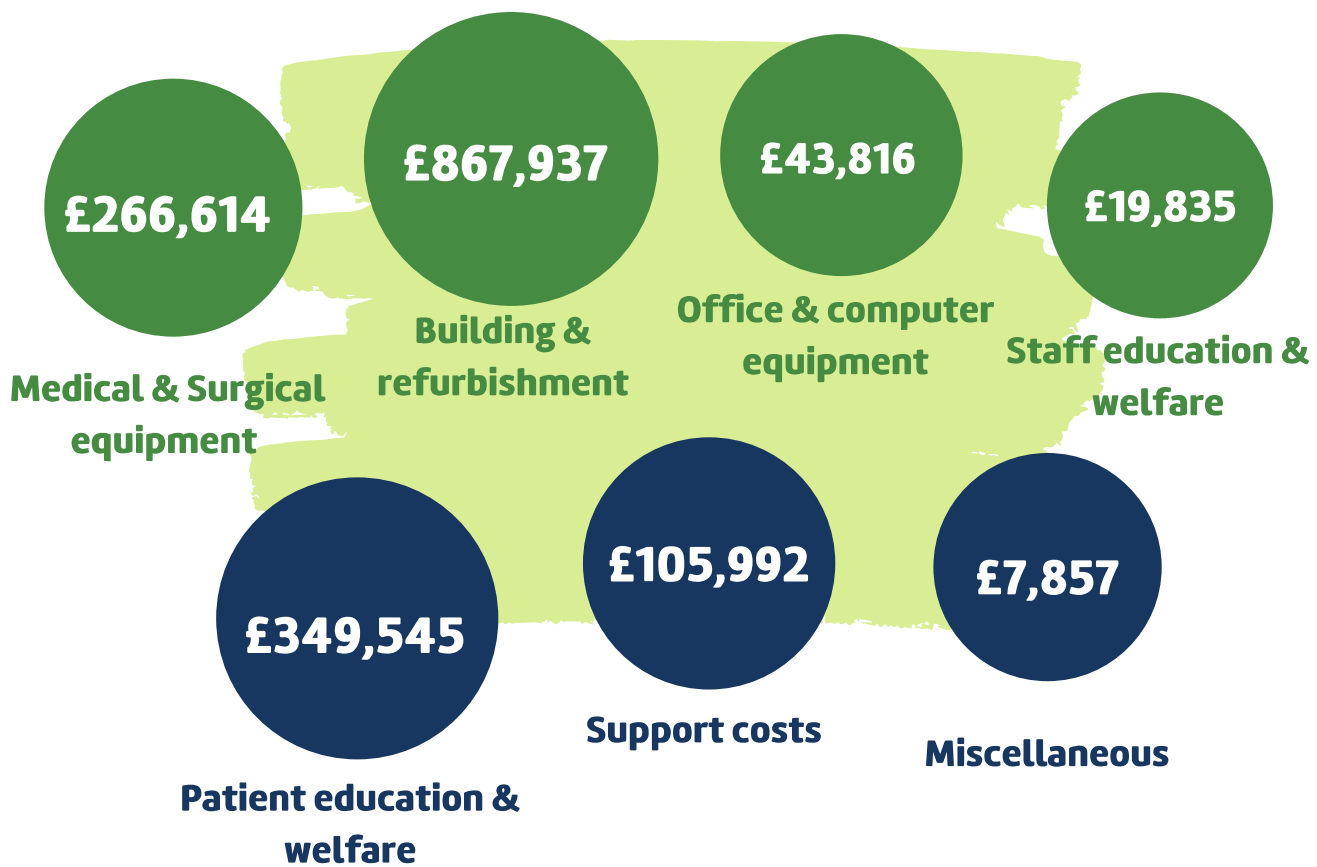 £266,614
Medical & Surgical
equipment
£867,937
Building &
refurbishment
£43,816
Office & computer
equipment
£19,835
Staff education &
welfare
£349,545
Patient education &
welfare
£105,992
Support costs
£7,857
Miscellaneous